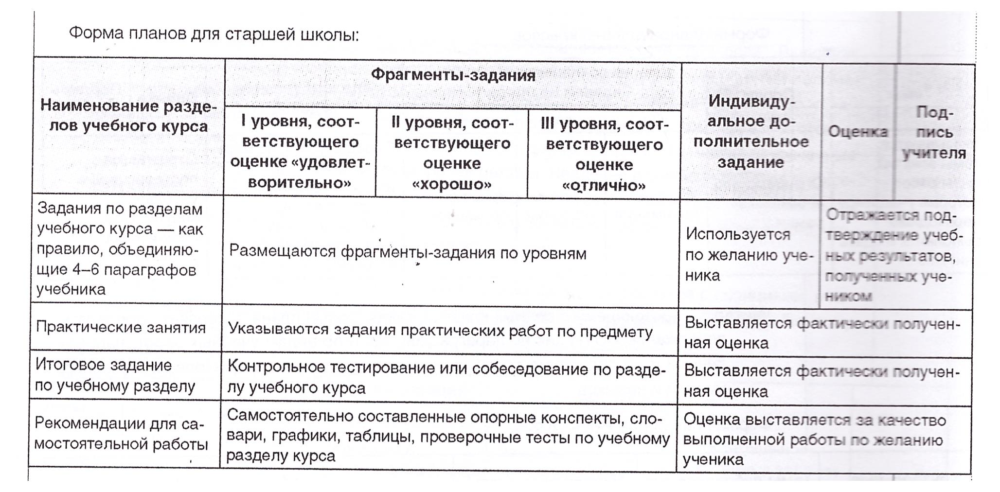 Форма планов для старшей школы:
Наименование разде-
лов учебного курса
Фрагменты-задания
I уровня, соот-
ветствующего
оценке «удовлет-
ворительно»
II уровня, соот-
ветствующего
оценке
«хорошо»
III уровня, соот-
ветствующего
оценке
«отлично»
Индивиду-
альное до-
полнительное
задание
Оценка
Под-
пись
учителя
Задания по разделам
учебного курса — как
правило, объединяю-
щие 4–6 параграфов
учебника
Размещаются фрагменты-задания по уровням
Используется
по желанию уче-
ника
Отражается под-
тверждение учеб-
ных результатов,
полученных уче-
ником
Практические занятия
Указываются задания практических работ по предмету
Выставляется фактически получен-
ная оценка
Итоговое задание
по учебному разделу
Контрольное тестирование или собеседование по разде-
лу учебного курса
Выставляется фактически получен-
ная оценка
Рекомендации для са-
мостоятельной работы
Самостоятельно составленные опорные конспекты, сло-
вари, графики, таблицы, проверочные тесты по учебному
разделу курса
Оценка выставляется за качество
выполненной работы по желанию
ученика